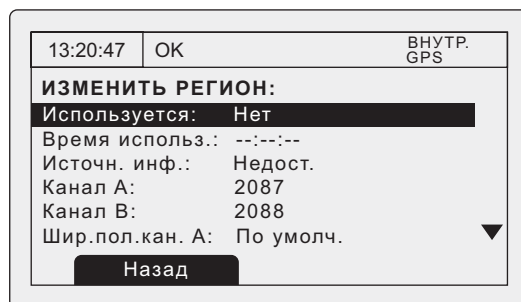 13:20:47 OK ВНУТР. GPS
ИЗМЕНИТЬ РЕГИОН:
Используется: Нет
Время использ.: --:--:--
Источн. инф.: Недост.
Канал А: 2087
Канал В: 2088
Шир.пол.кан. А: По умолч.
Назад